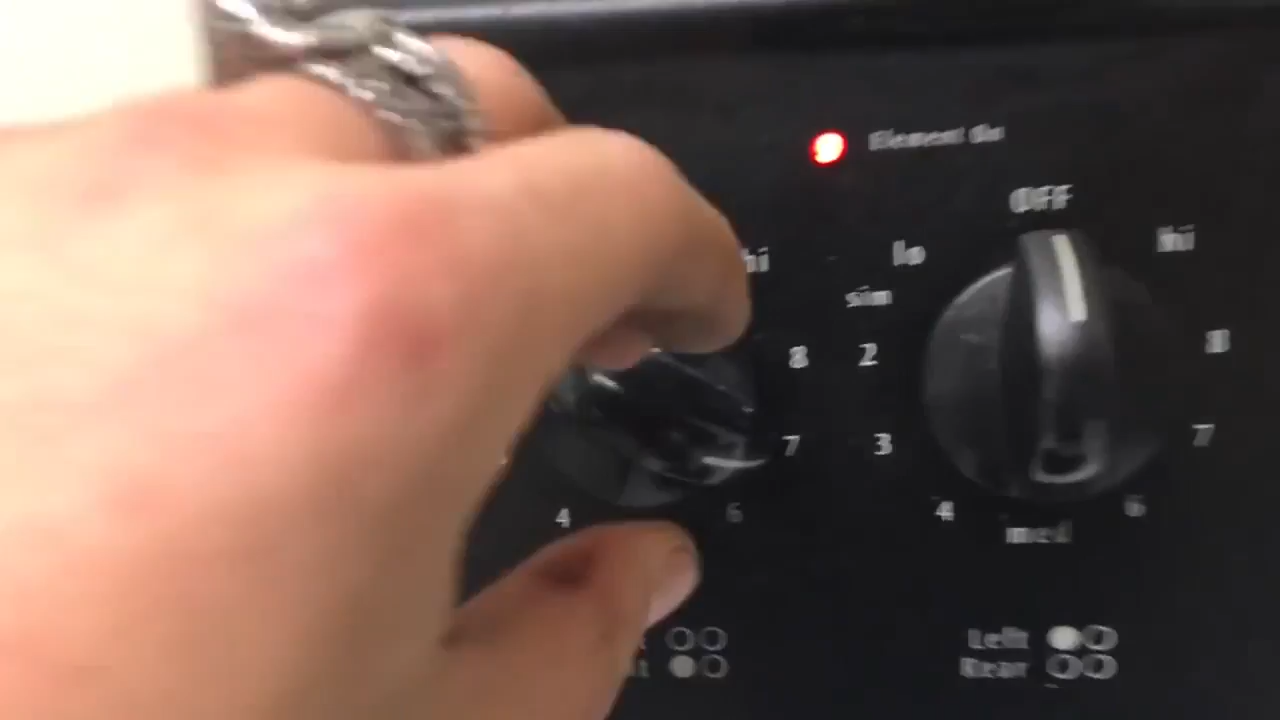 Element On
OFF
hi lo hi
sim
8 2 8
7 3 7
4 6 4 6
med
Left
Rear